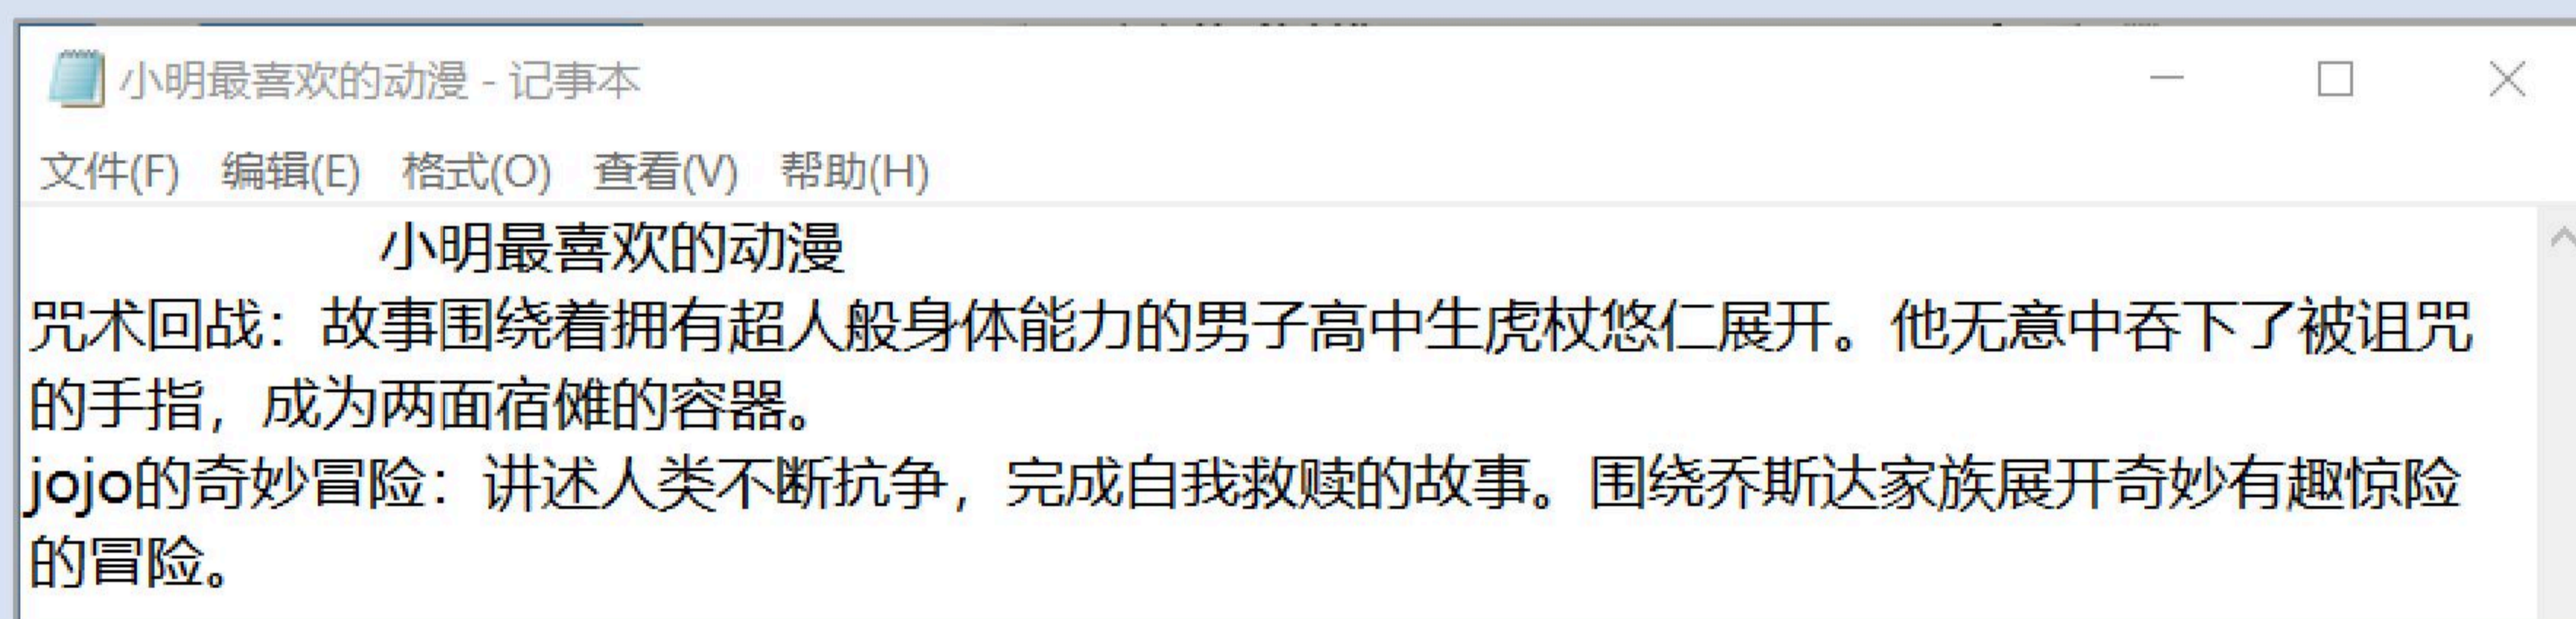 小明最喜欢的动漫 - 记事本
文件(F) 编辑(E) 格式(O) 查看(V) 帮助(H)
小明最喜欢的动漫
咒术回战：故事围绕着拥有超人般身体能力的男子高中生虎杖悠仁展开。他无意中吞下了被诅咒
的手指，成为两面宿傩的容器。
jojo的奇妙冒险：讲述人类不断抗争，完成自我救赎的故事。围绕乔斯达家族展开奇妙有趣惊险
的冒险。